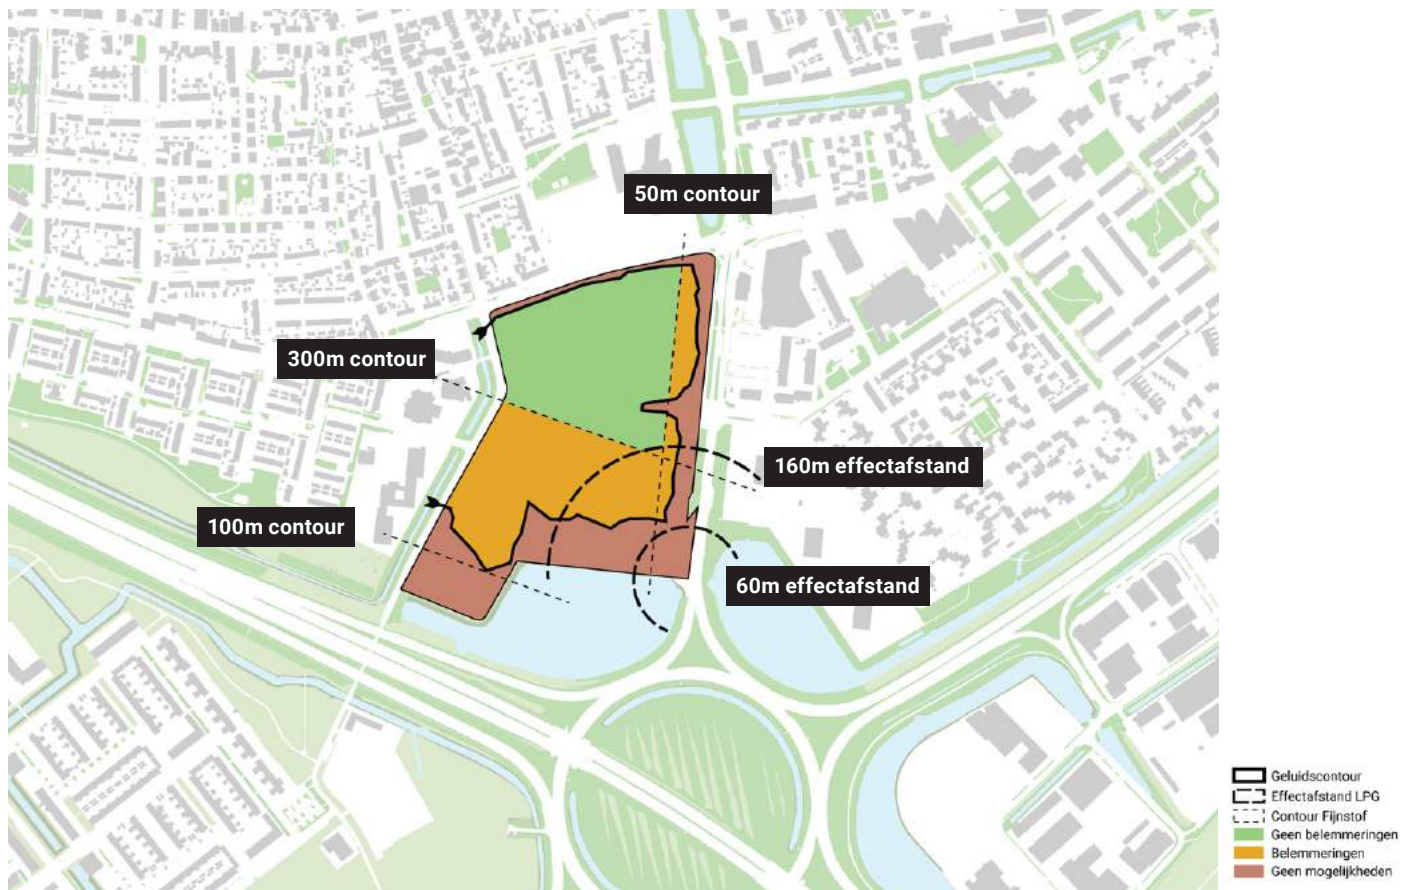 50m contour
300m contour
160m effectafstand
100m contour
60m effectafstand
Geluidscontour
Effectafstand LPG
Contour Fijnstof
Geen belemmeringen
Belemmeringen
Geen mogelijkheden